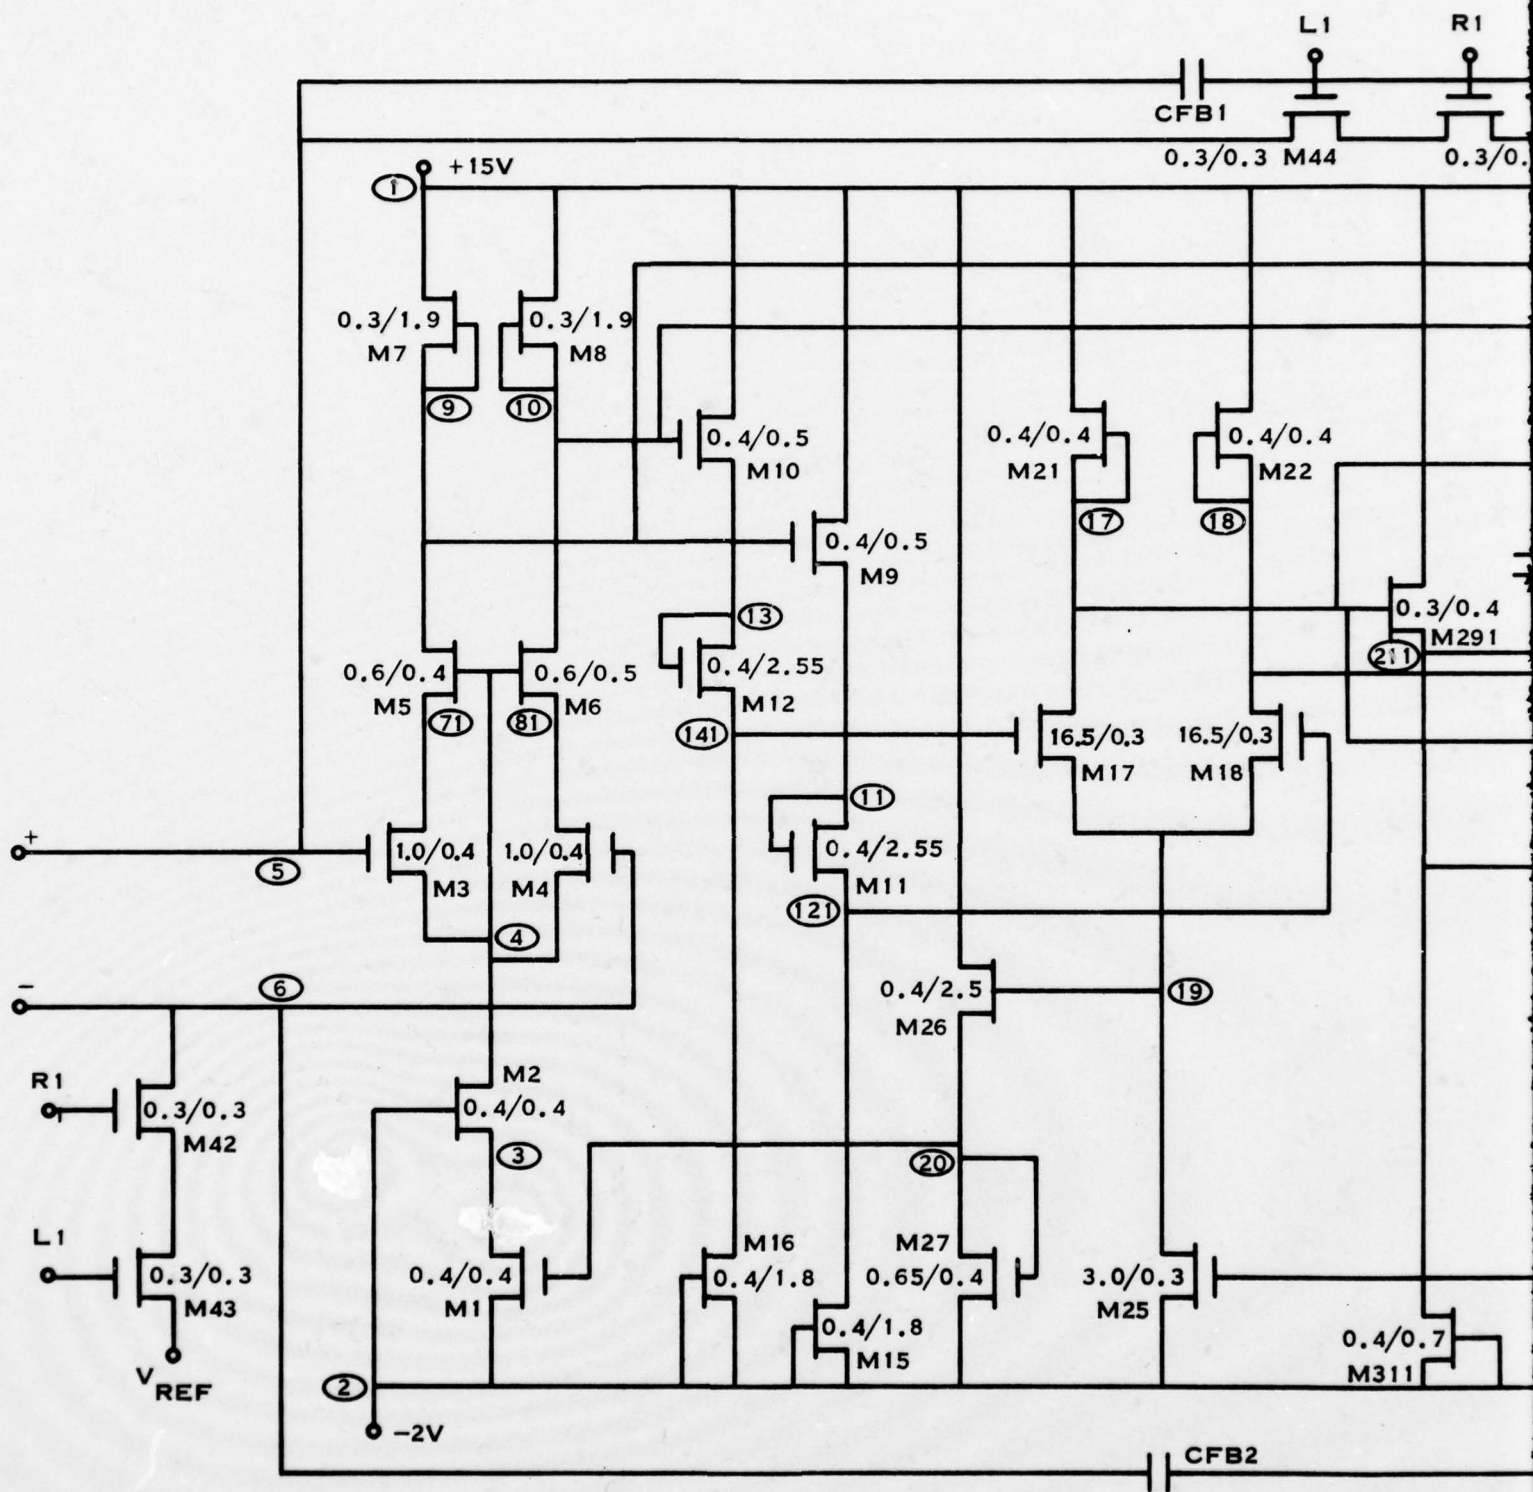 L1
R1
CFB1
0.3/0.3 M44
0.3/0.
1
+15V
0.3/1.9
M7
0.3/1.9
M8
9
10
0.4/0.5
M10
0.4/0.4
M21
0.4/0.4
M22
17
18
0.4/0.5
M9
0.3/0.4
M291
211
13
0.6/0.4
M5
0.6/0.5
M6
0.4/2.55
M12
71
81
141
16.5/0.3
M17
16.5/0.3
M18
11
+
5
1.0/0.4
M3
1.0/0.4
M4
0.4/2.55
M11
121
4
−
6
0.4/2.5
M26
19
R1
0.3/0.3
M42
M2
0.4/0.4
3
20
L1
0.3/0.3
M43
0.4/0.4
M1
M16
0.4/1.8
M27
0.65/0.4
3.0/0.3
M25
0.4/1.8
M15
0.4/0.7
M311
VREF
2
−2V
CFB2